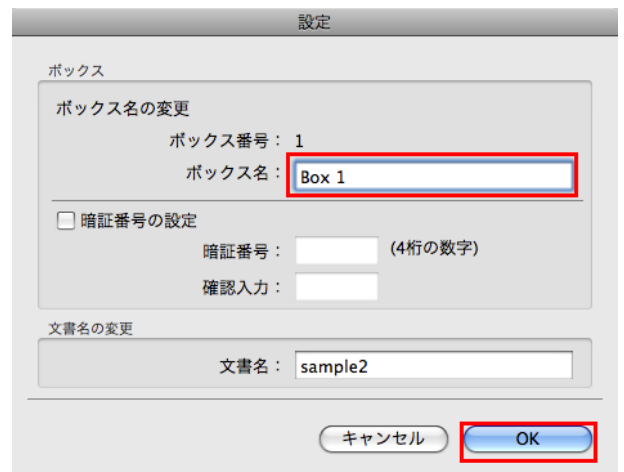 設定
ボックス
ボックス名の変更
ボックス番号： 1
ボックス名： Box 1
暗証番号の設定
暗証番号： (4桁の数字)
確認入力：
文書名の変更
文書名： sample2
キャンセル OK